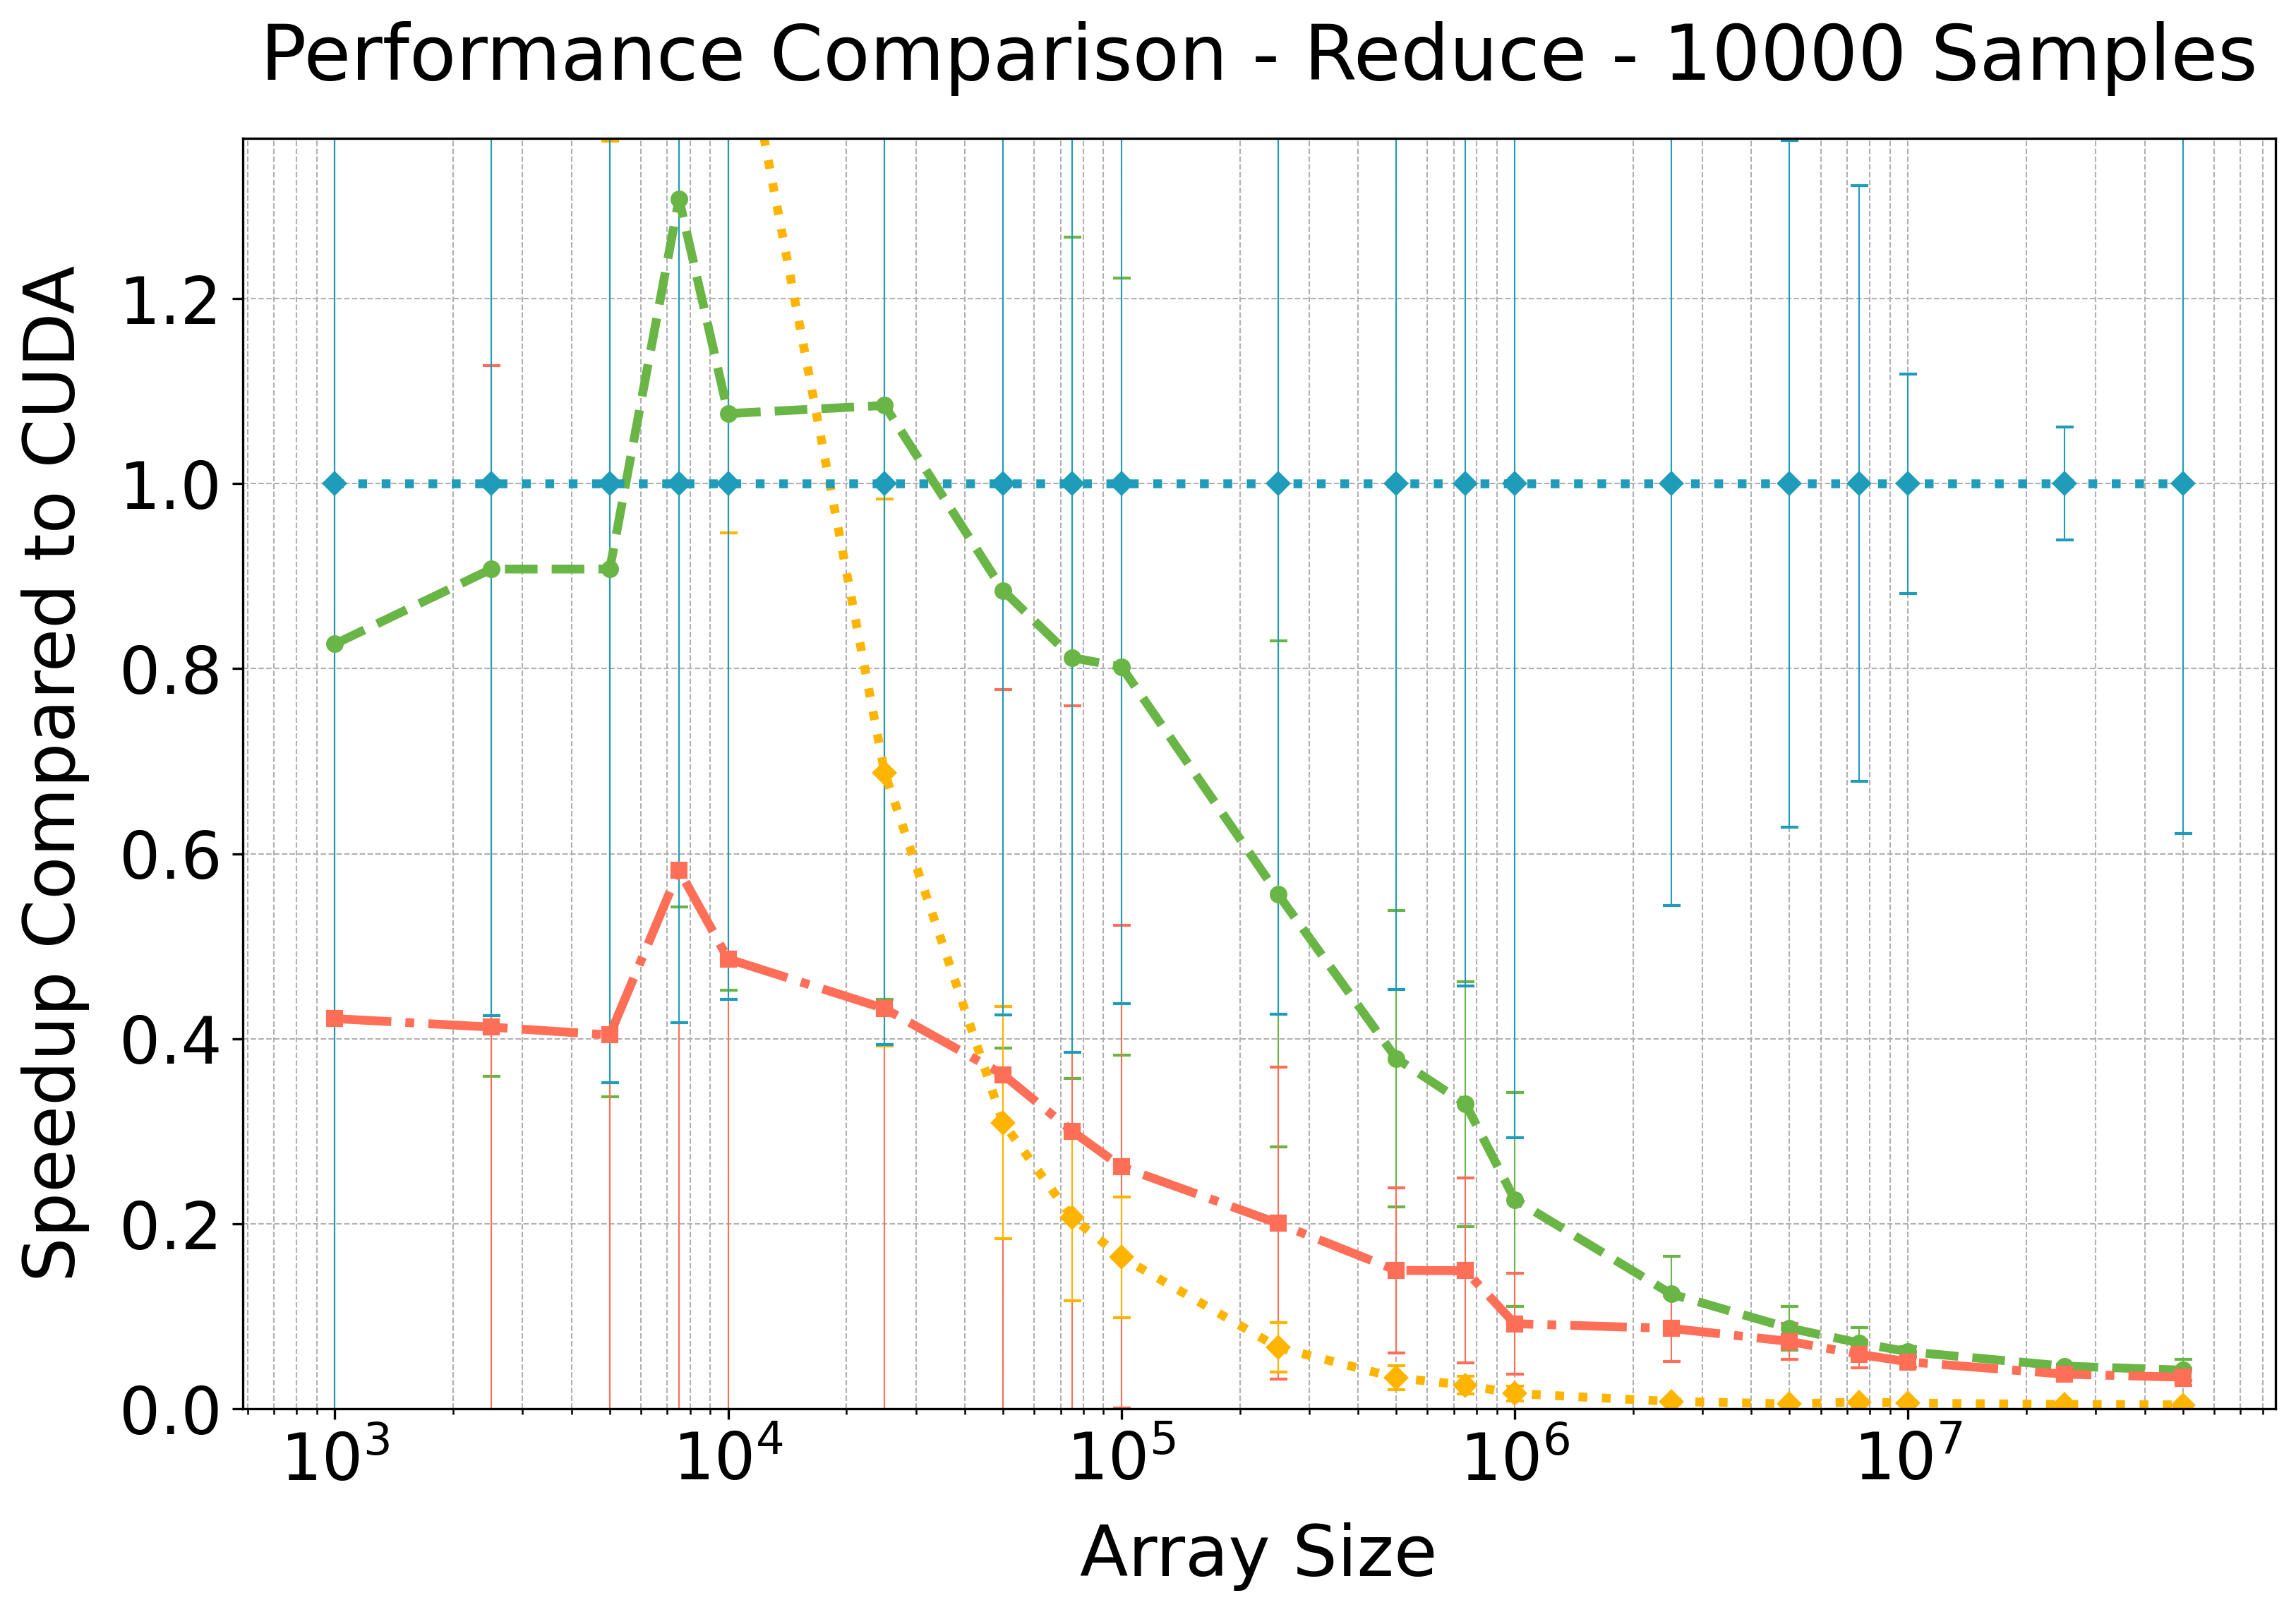 Performance Comparison - Reduce - 10000 Samples
Speedup Compared to CUDA
1.2
1.0
0.8
0.6
0.4
0.2
0.0
10³ 10⁴ 10⁵ 10⁶ 10⁷
Array Size